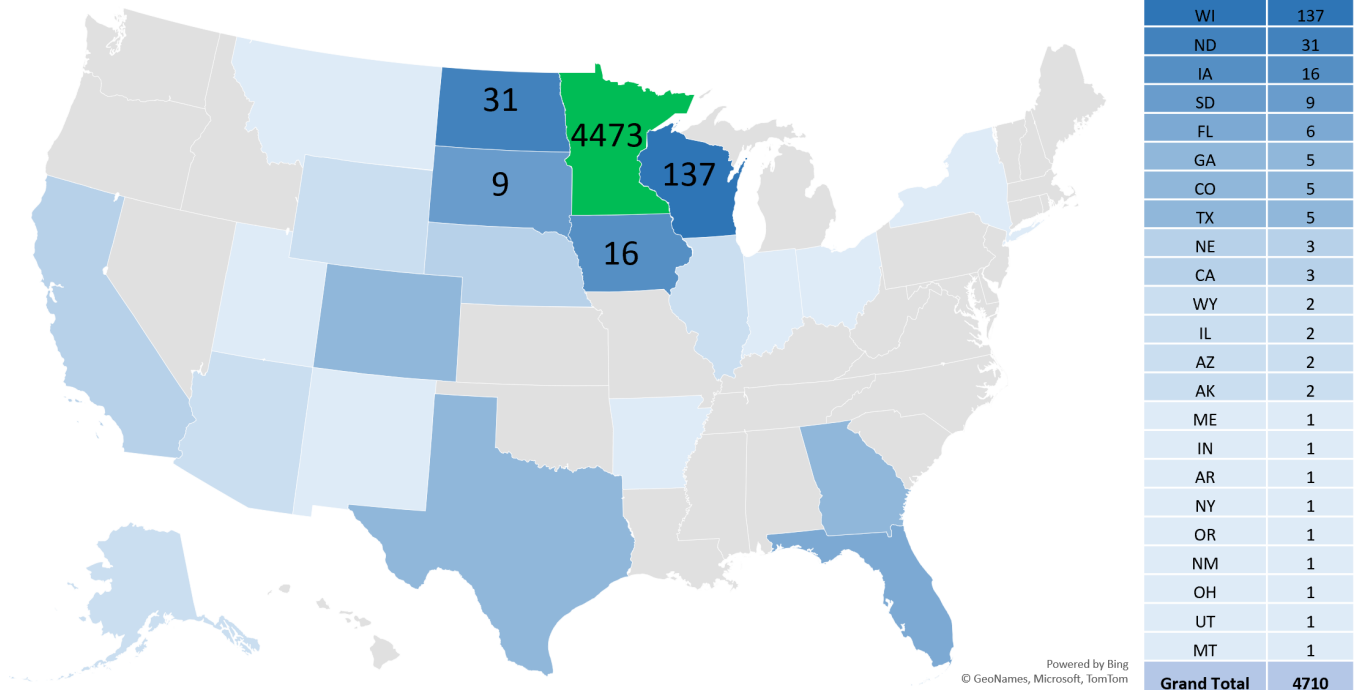 31
4473
137
9
16
WI 137
ND 31
IA 16
SD 9
FL 6
GA 5
CO 5
TX 5
NE 3
CA 3
WY 2
IL 2
AZ 2
AK 2
ME 1
IN 1
AR 1
NY 1
OR 1
NM 1
OH 1
UT 1
MT 1
Grand Total 4710
Powered by Bing
© GeoNames, Microsoft, TomTom